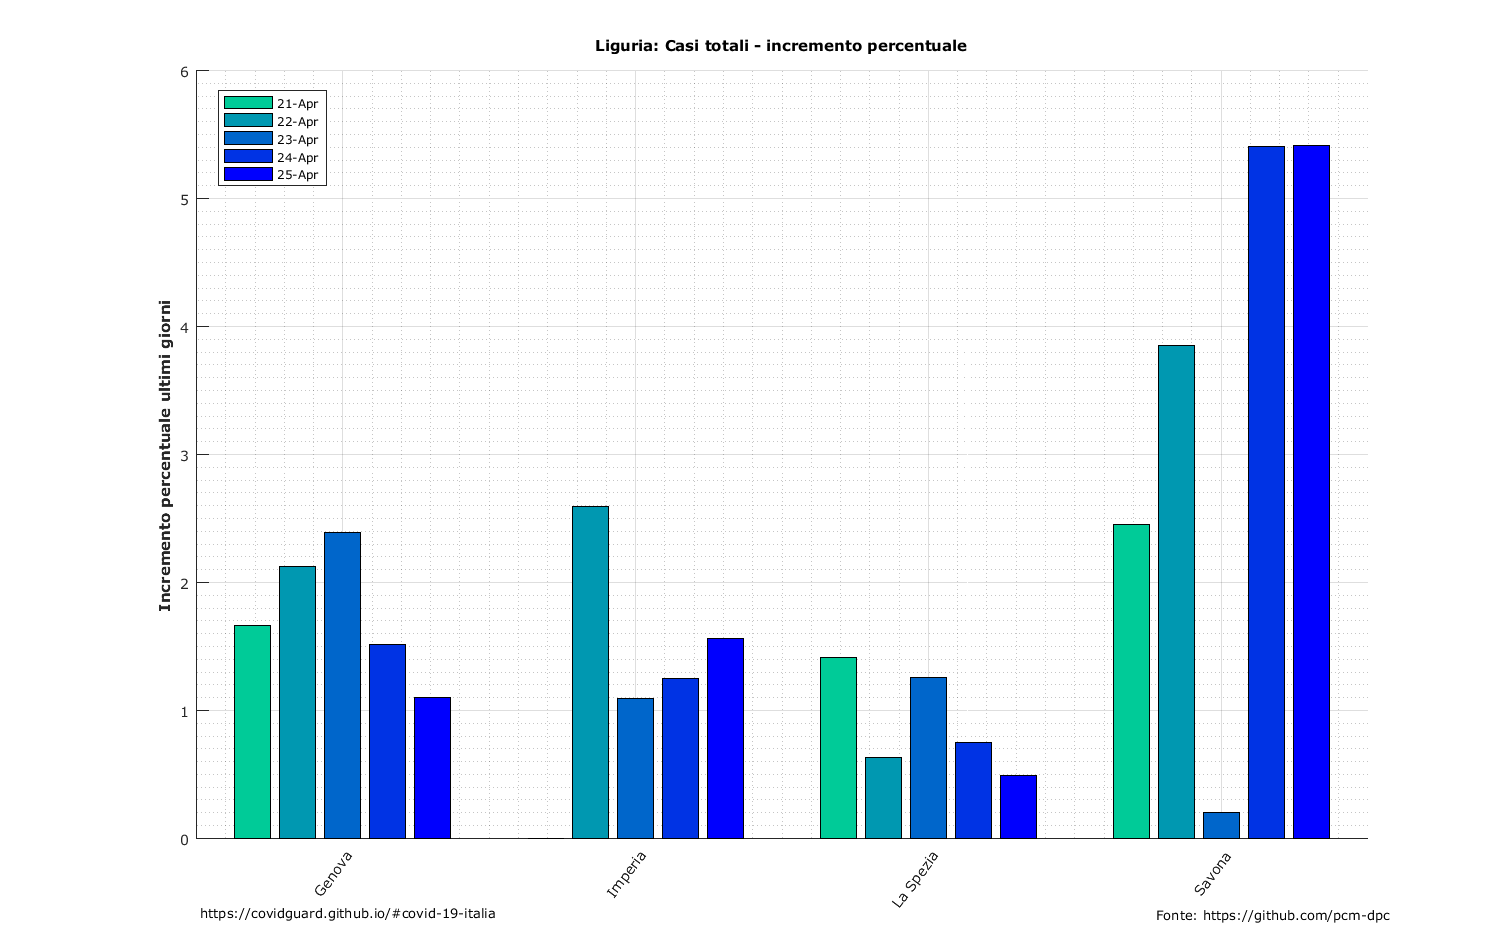 Liguria: Casi totali - incremento percentuale
6
5
4
3
2
1
0
Incremento percentuale ultimi giorni
21-Apr
22-Apr
23-Apr
24-Apr
25-Apr
Genova
Imperia
La Spezia
Savona
https://covidguard.github.io/#covid-19-italia
Fonte: https://github.com/pcm-dpc